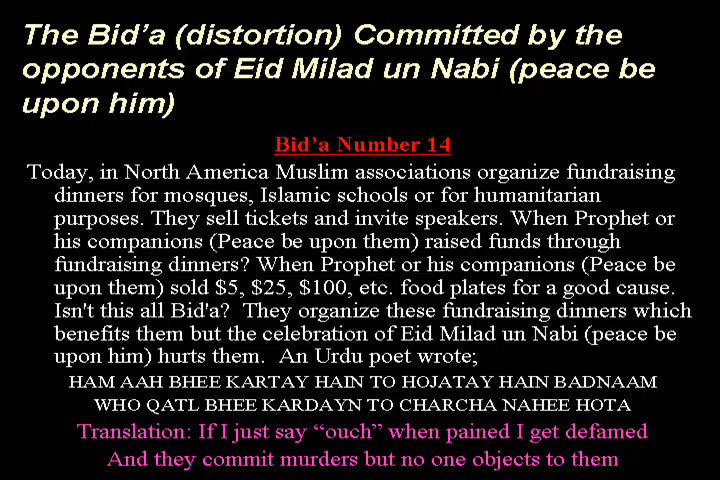 The Bid’a (distortion) Committed by the
opponents of Eid Milad un Nabi (peace be
upon him)
Bid’a Number 14
Today, in North America Muslim associations organize fundraising
dinners for mosques, Islamic schools or for humanitarian
purposes. They sell tickets and invite speakers. When Prophet or
his companions (Peace be upon them) raised funds through
fundraising dinners? When Prophet or his companions (Peace be
upon them) sold $5, $25, $100, etc. food plates for a good cause.
Isn't this all Bid'a?  They organize these fundraising dinners which
benefits them but the celebration of Eid Milad un Nabi (peace be
upon him) hurts them.  An Urdu poet wrote;
HAM AAH BHEE KARTAY HAIN TO HOJATAY HAIN BADNAAM
WHO QATL BHEE KARDAYN TO CHARCHA NAHEE HOTA
Translation: If I just say “ouch” when pained I get defamed
And they commit murders but no one objects to them